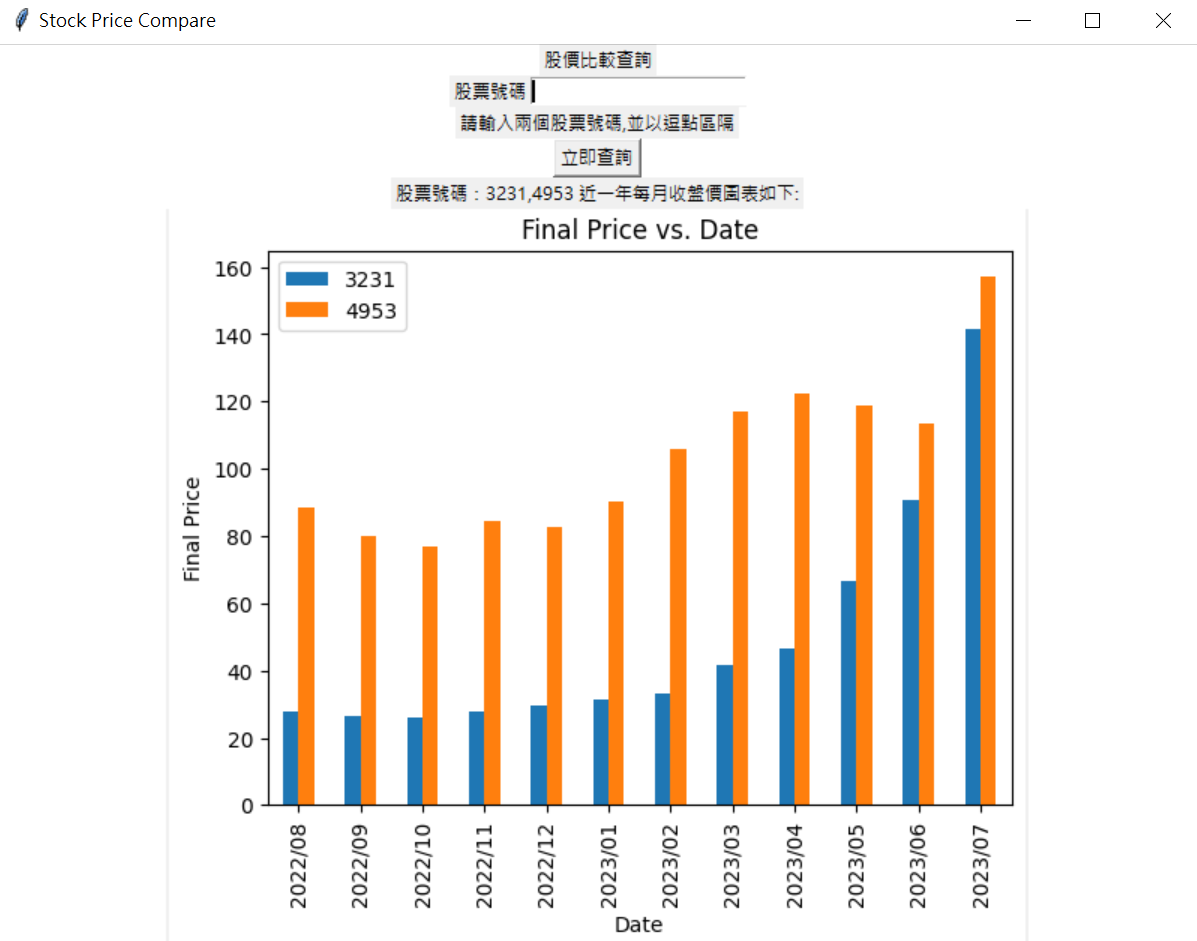 Stock Price Compare
股價比較查詢
股票號碼
請輸入兩個股票號碼,並以逗點區隔
立即查詢
股票號碼：3231,4953 近一年每月收盤價圖表如下:
Final Price vs. Date
3231
4953
160
140
120
100
80
60
40
20
0
Final Price
2022/08
2022/09
2022/10
2022/11
2022/12
2023/01
2023/02
2023/03
2023/04
2023/05
2023/06
2023/07
Date